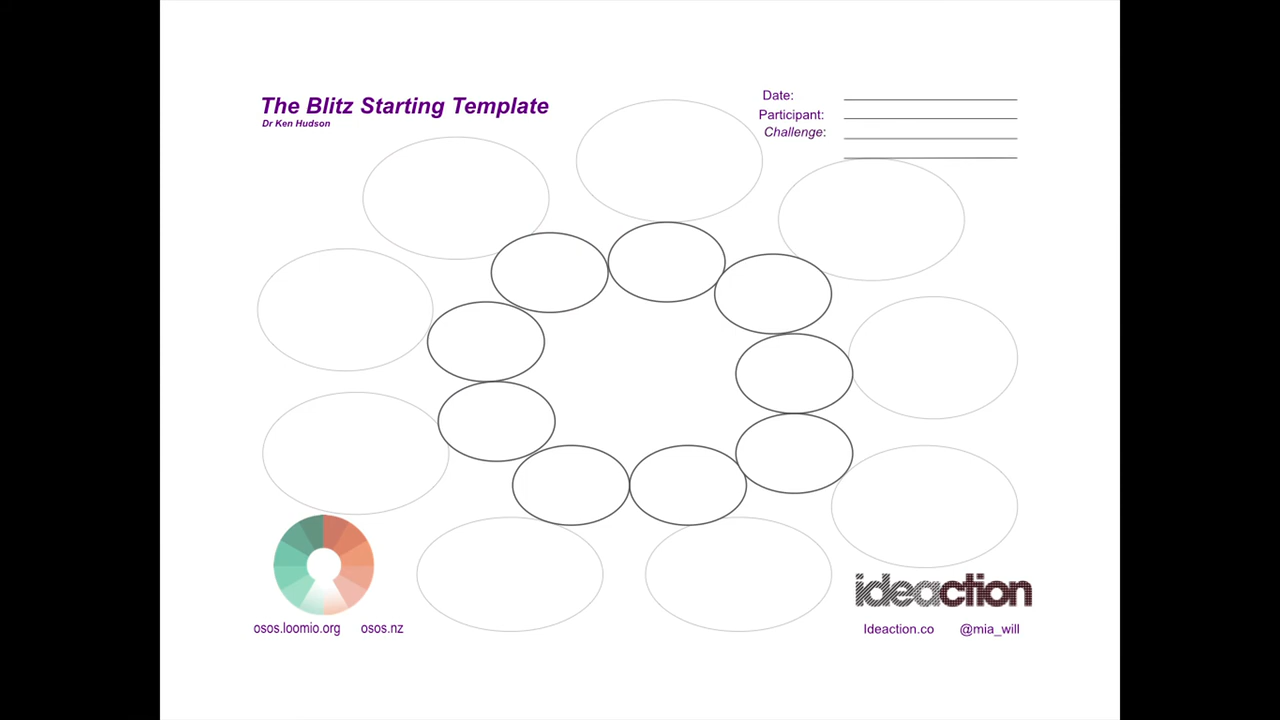 The Blitz Starting Template
Dr Ken Hudson
Date:
Participant:
Challenge:
osos.loomio.org osos.nz
ideaction
Ideaction.co @mia_will